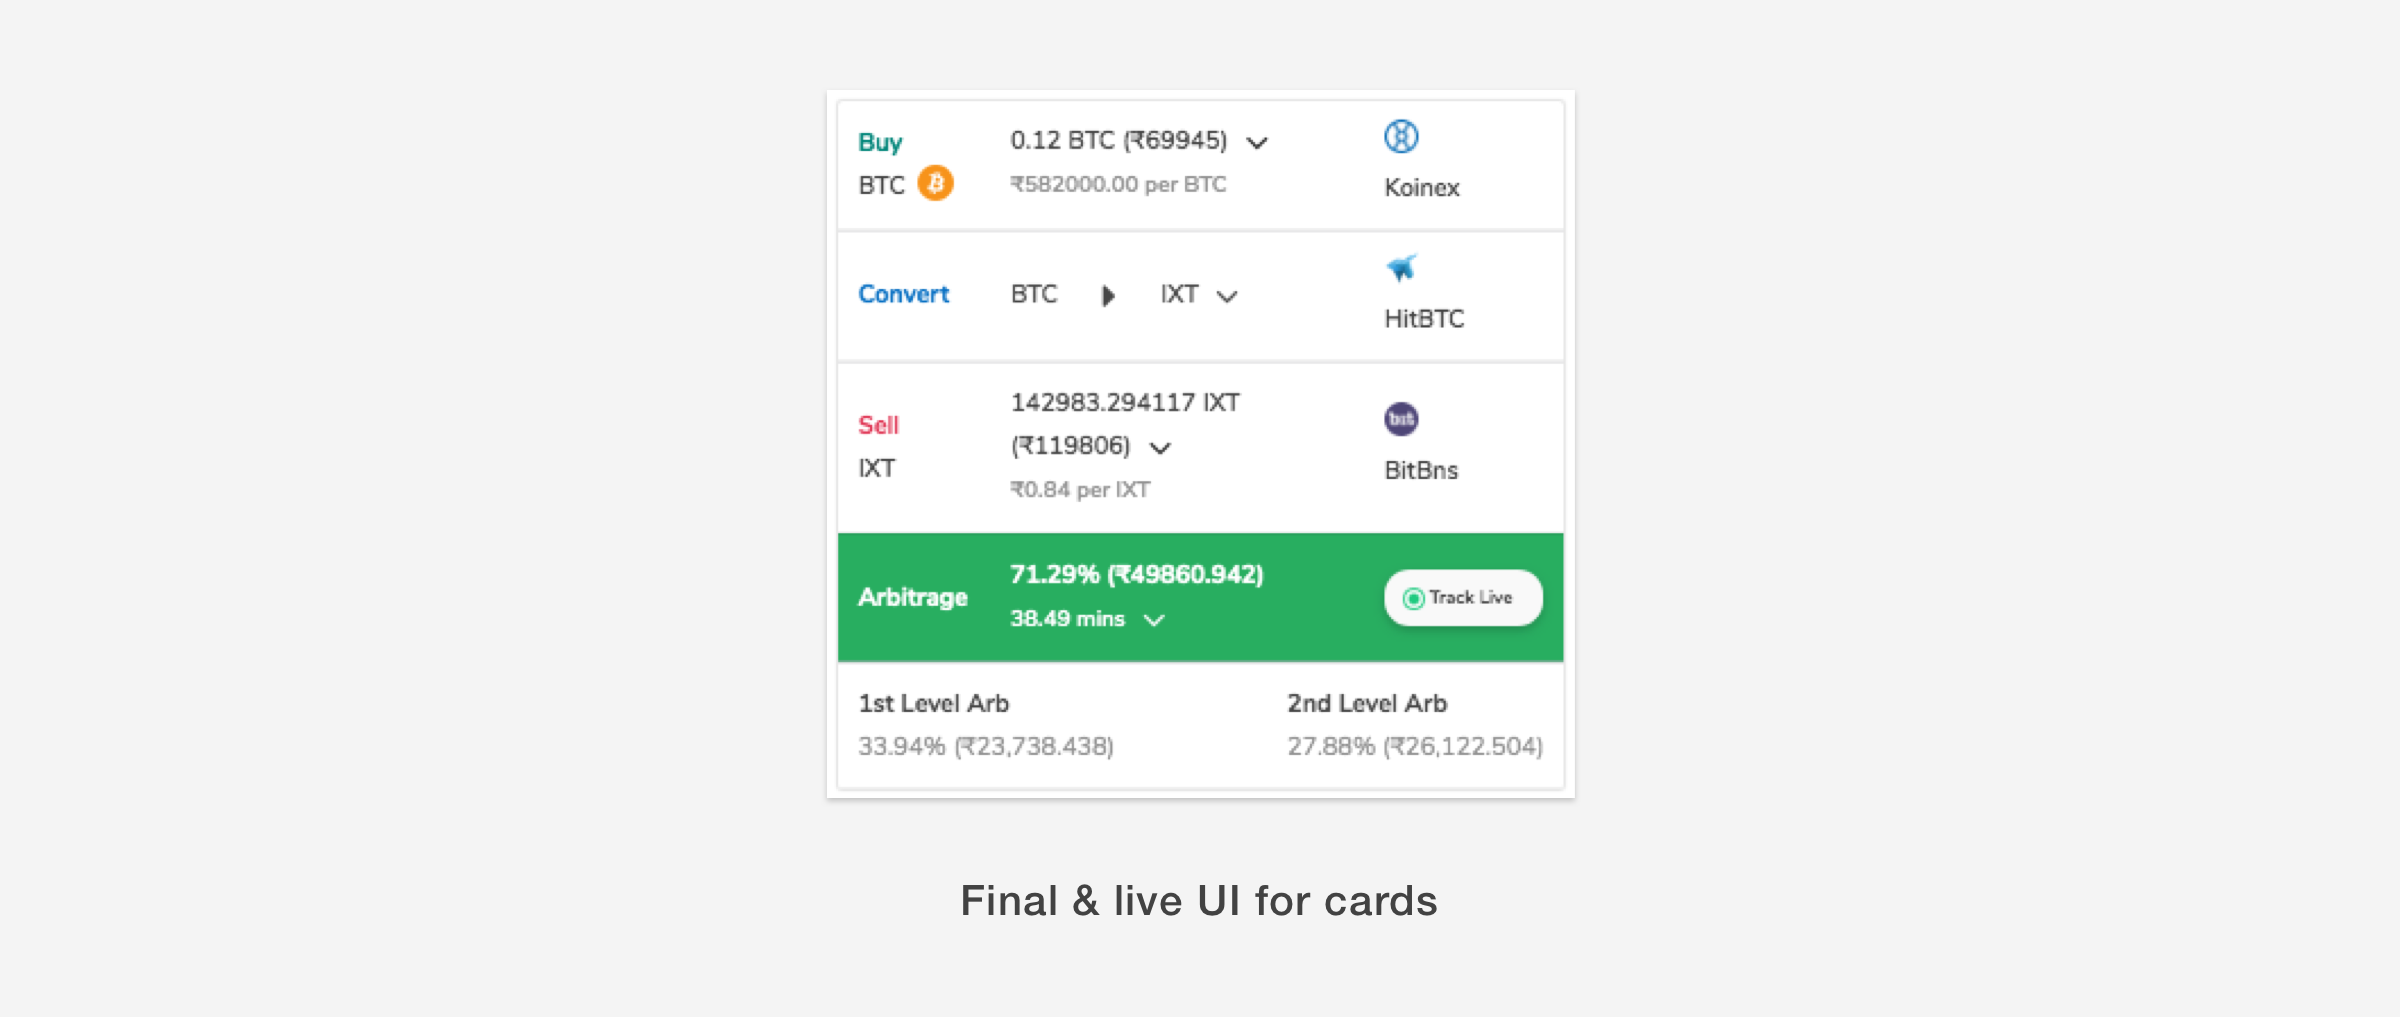 Buy
BTC
0.12 BTC (₹69945)
₹582000.00 per BTC
Koinex
Convert
BTC IXT
HitBTC
Sell
IXT
142983.294117 IXT
(₹119806)
₹0.84 per IXT
bit
BitBns
Arbitrage
71.29% (₹49860.942)
38.49 mins
Track Live
1st Level Arb
33.94% (₹23,738.438)
2nd Level Arb
27.88% (₹26,122.504)
Final & live UI for cards